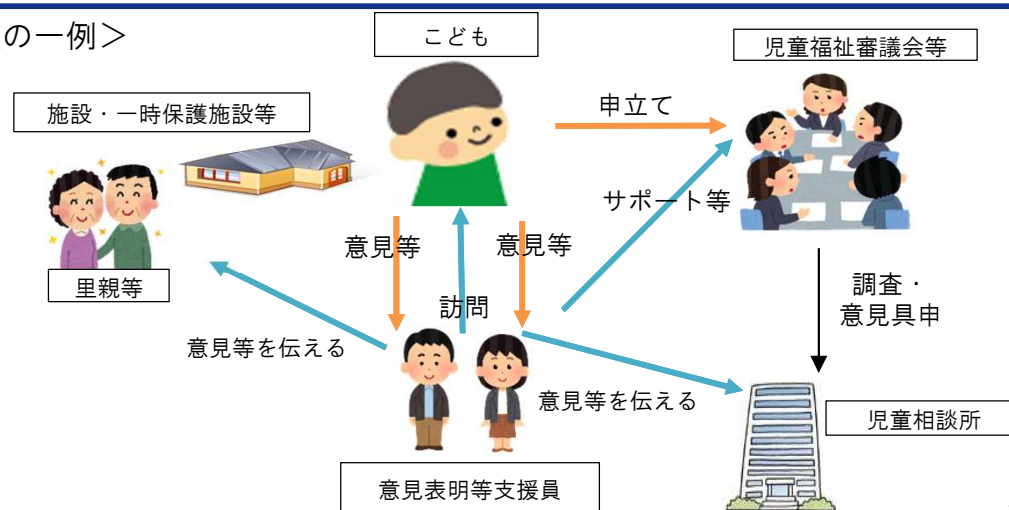 の一例＞
こども
児童福祉審議会等
施設・一時保護施設等
申立て
サポート等
意見等
意見等
里親等
訪問
調査・
意見具申
意見等を伝える
意見等を伝える
児童相談所
意見表明等支援員